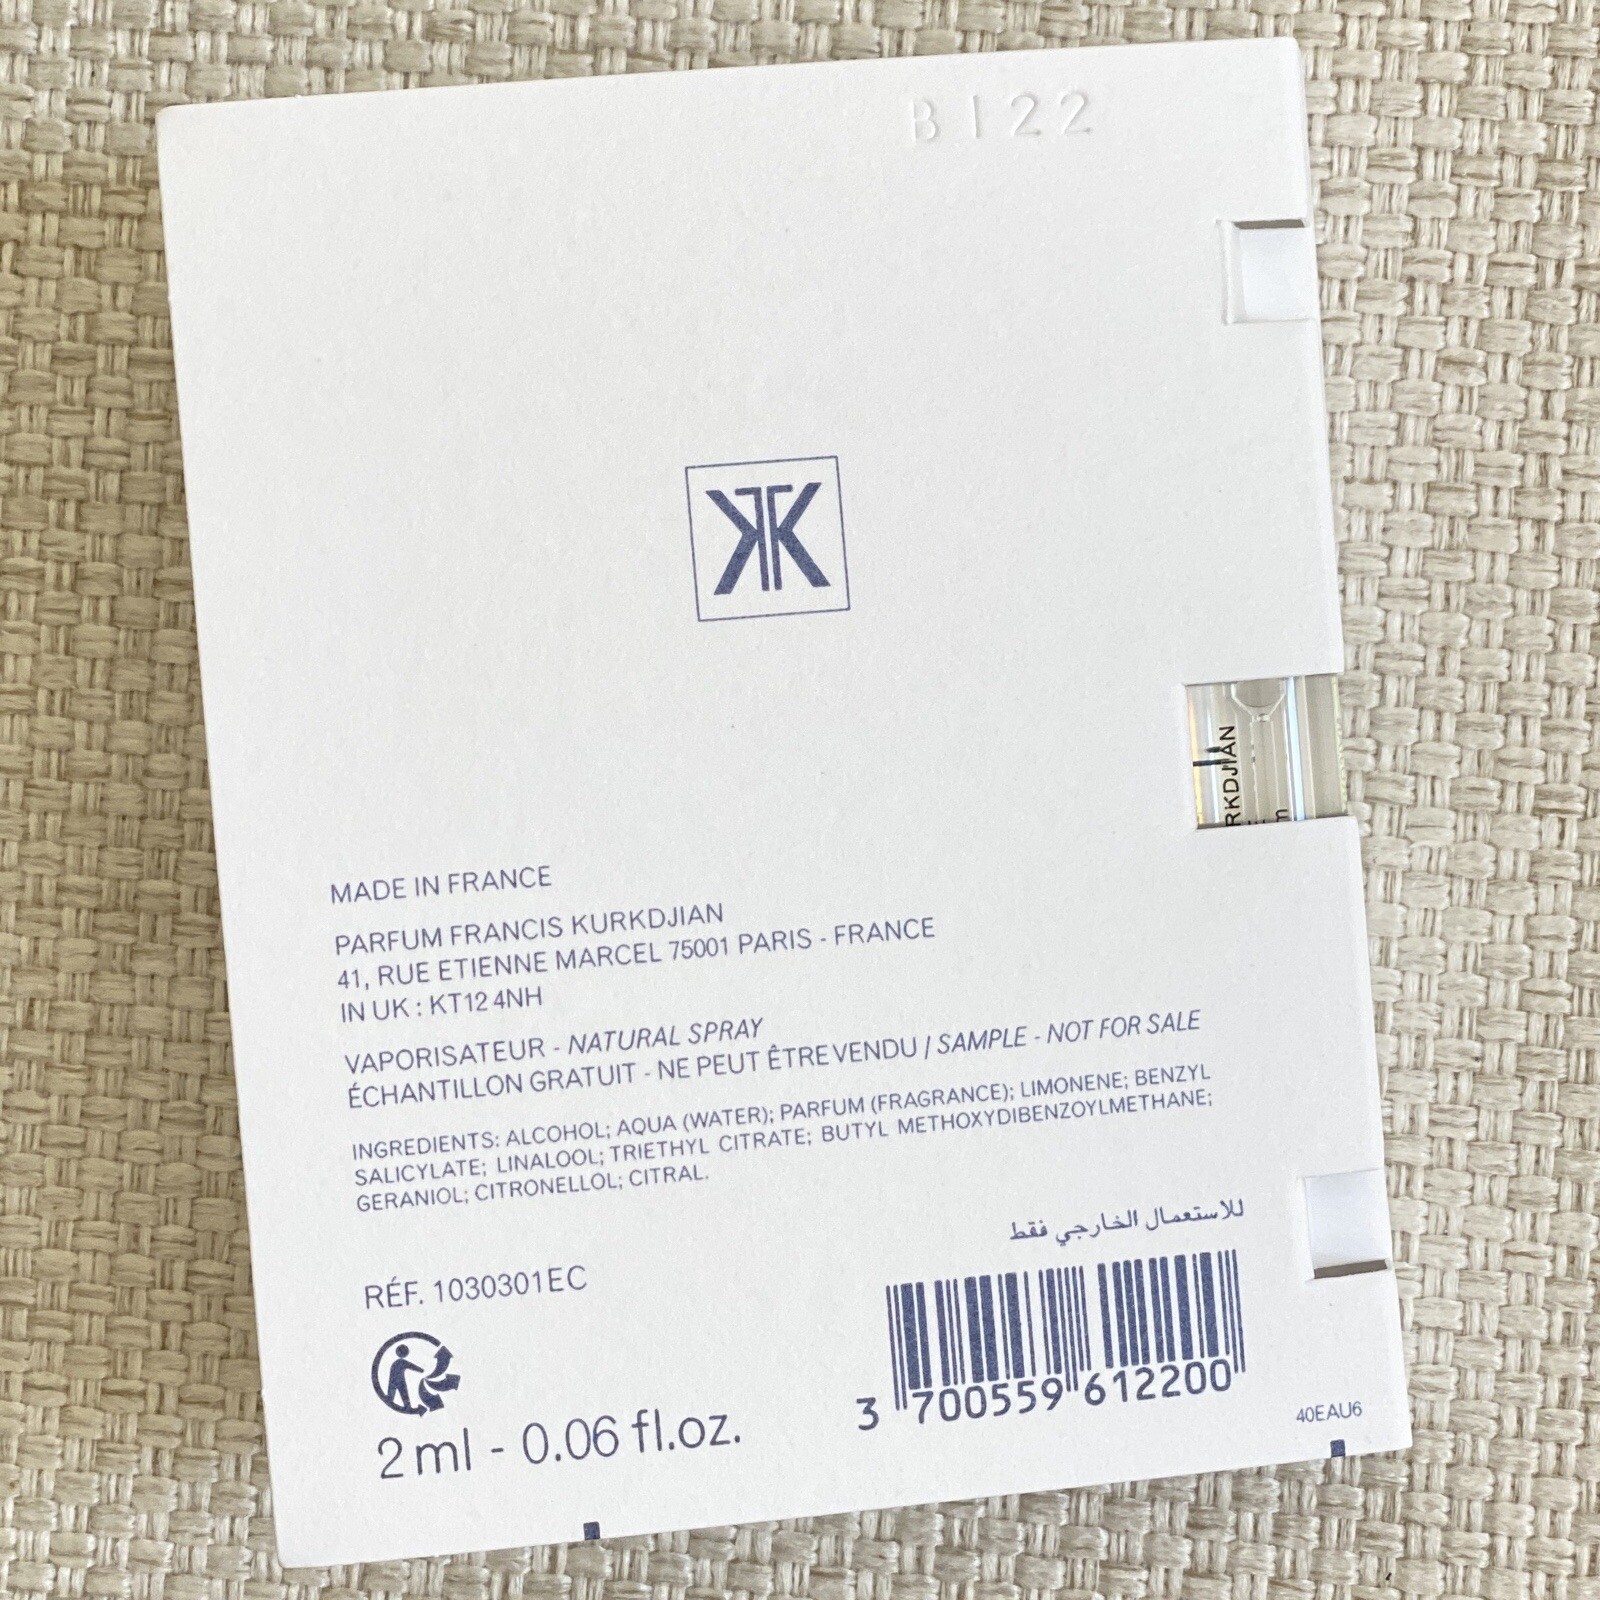 B122
MADE IN FRANCE
PARFUM FRANCIS KURKDJIAN
41, RUE ETIENNE MARCEL 75001 PARIS - FRANCE
IN UK : KT12 4NH
VAPORISATEUR - NATURAL SPRAY
ÉCHANTILLON GRATUIT - NE PEUT ÊTRE VENDU / SAMPLE - NOT FOR SALE
INGREDIENTS: ALCOHOL; AQUA (WATER); PARFUM (FRAGRANCE); LIMONENE; BENZYL
SALICYLATE; LINALOOL; TRIETHYL CITRATE; BUTYL METHOXYDIBENZOYLMETHANE;
GERANIOL; CITRONELLOL; CITRAL.
للاستعمال الخارجي فقط
RÉF. 1030301EC
3 700559 612200
2 ml - 0.06 fl.oz.
40EAU6
RKDJIAN